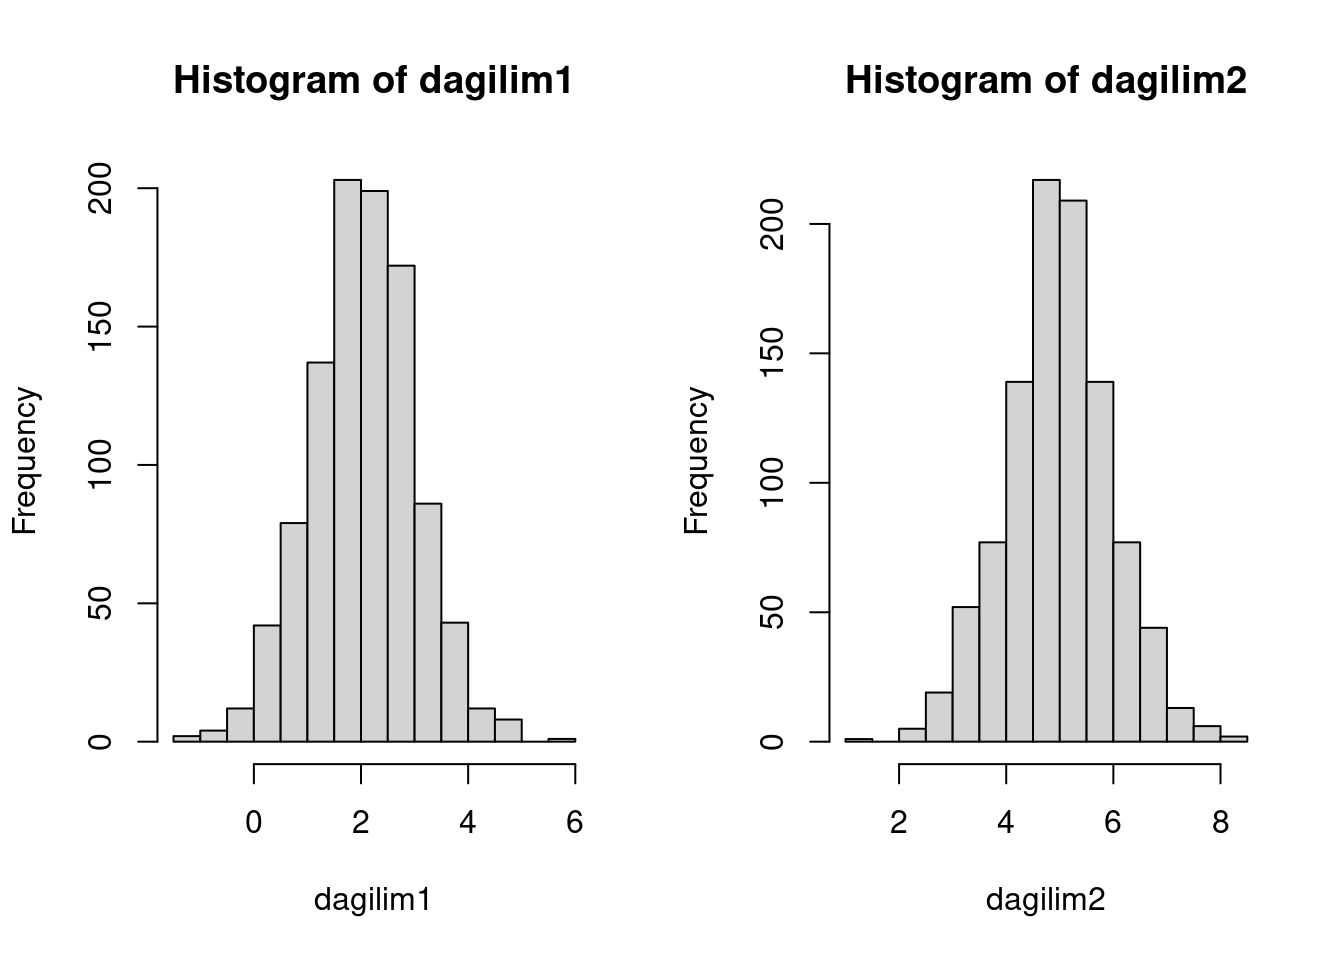 Histogram of dagilim1
Frequency
200
150
100
50
0
0 2 4 6
dagilim1
Histogram of dagilim2
Frequency
200
150
100
50
0
2 4 6 8
dagilim2